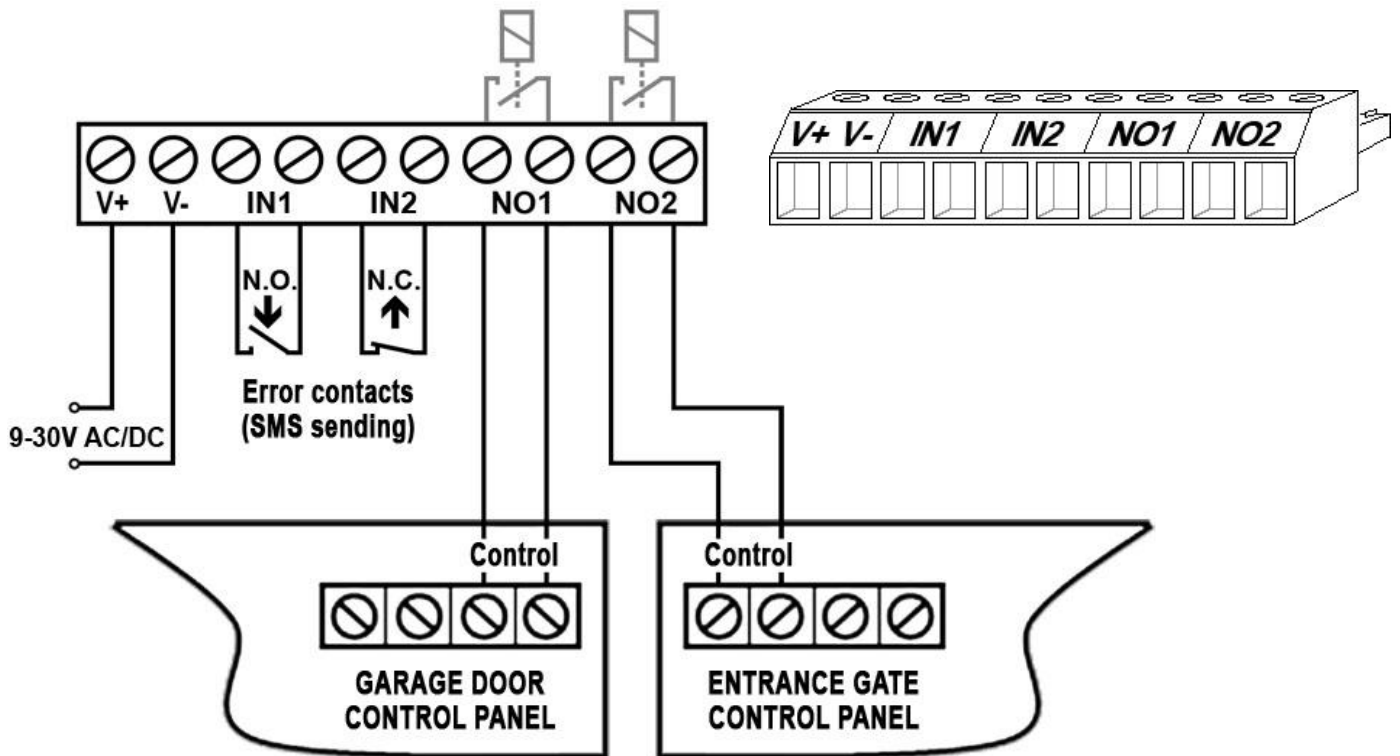 V+ V- IN1 IN2 NO1 NO2
V+ V- IN1 IN2 NO1 NO2
N.O.
N.C.
Error contacts
(SMS sending)
9-30V AC/DC
Control
GARAGE DOOR
CONTROL PANEL
Control
ENTRANCE GATE
CONTROL PANEL